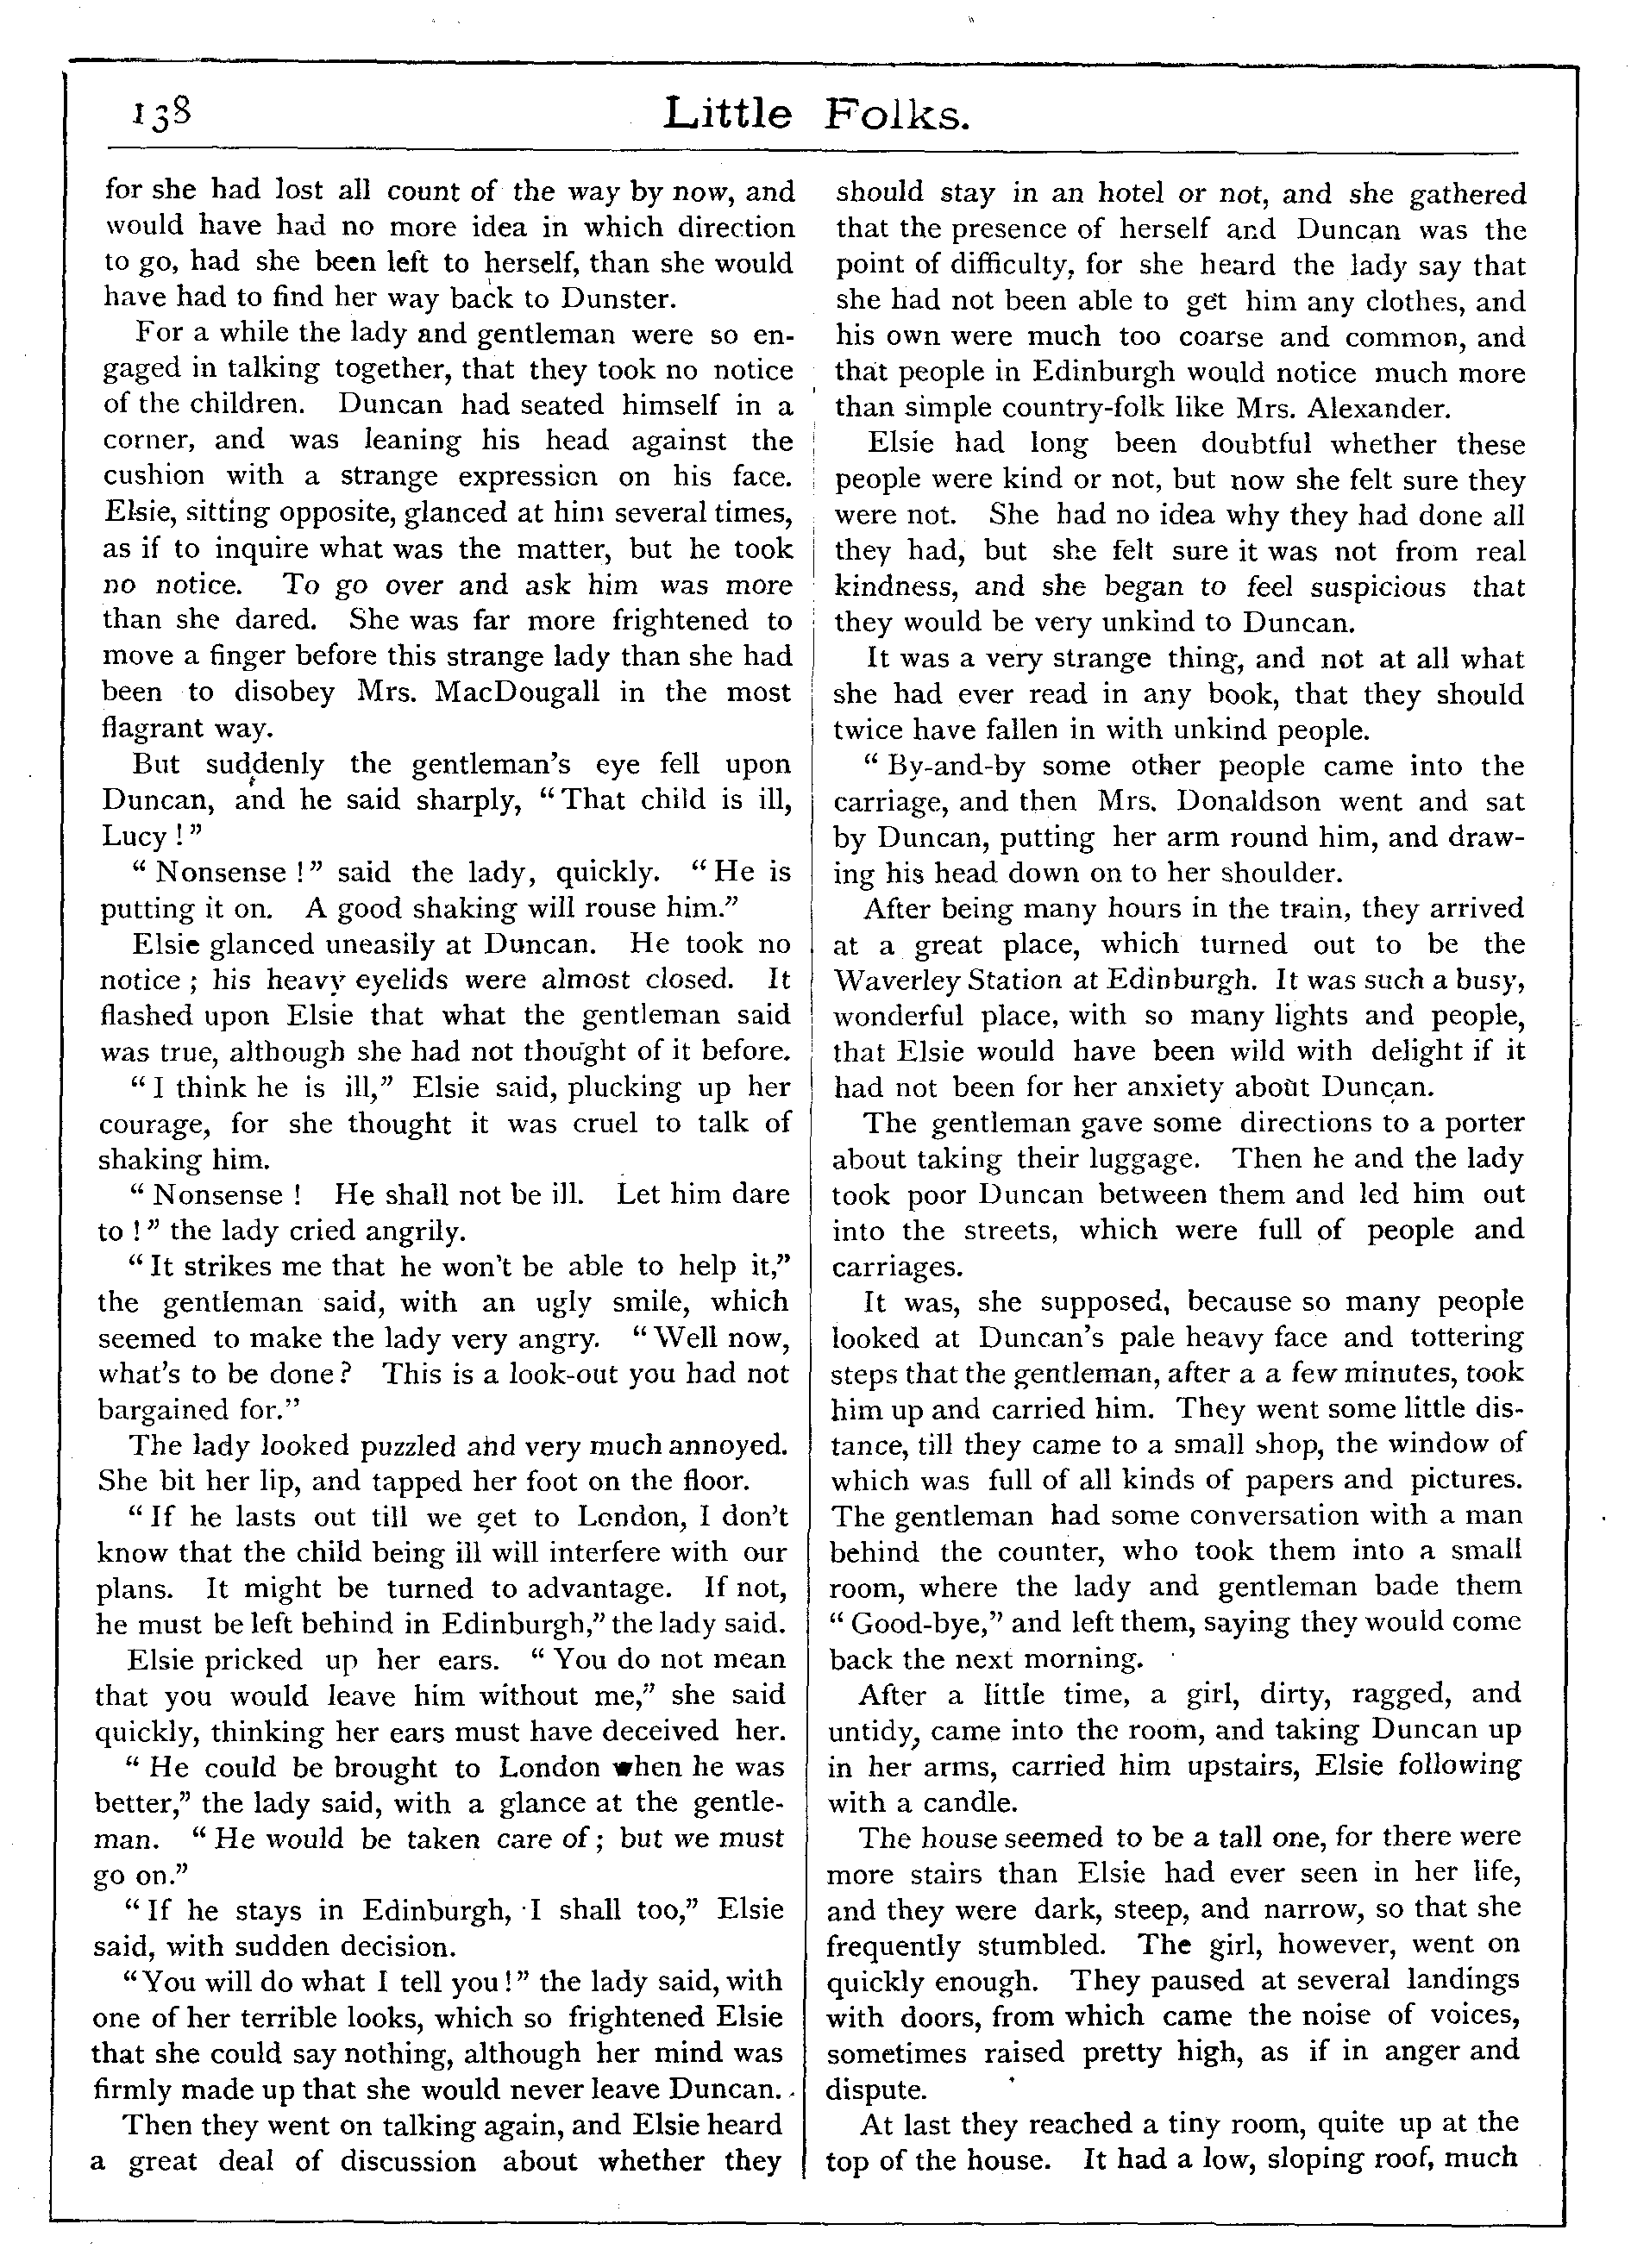 138
Little Folks.
for she had lost all count of the way by now, and
would have had no more idea in which direction
to go, had she been left to herself, than she would
have had to find her way back to Dunster.
For a while the lady and gentleman were so en-
gaged in talking together, that they took no notice
of the children. Duncan had seated himself in a
corner, and was leaning his head against the
cushion with a strange expression on his face.
Elsie, sitting opposite, glanced at him several times,
as if to inquire what was the matter, but he took
no notice. To go over and ask him was more
than she dared. She was far more frightened to
move a finger before this strange lady than she had
been to disobey Mrs. MacDougall in the most
flagrant way.
But suddenly the gentleman's eye fell upon
Duncan, and he said sharply, "That child is ill,
Lucy!"
"Nonsense!" said the lady, quickly. "He is
putting it on. A good shaking will rouse him."
Elsie glanced uneasily at Duncan. He took no
notice; his heavy eyelids were almost closed. It
flashed upon Elsie that what the gentleman said
was true, although she had not thought of it before.
"I think he is ill," Elsie said, plucking up her
courage, for she thought it was cruel to talk of
shaking him.
"Nonsense! He shall not be ill. Let him dare
to!" the lady cried angrily.
"It strikes me that he won't be able to help it,"
the gentleman said, with an ugly smile, which
seemed to make the lady very angry. "Well now,
what's to be done? This is a look-out you had not
bargained for."
The lady looked puzzled and very much annoyed.
She bit her lip, and tapped her foot on the floor.
"If he lasts out till we get to London, I don't
know that the child being ill will interfere with our
plans. It might be turned to advantage. If not,
he must be left behind in Edinburgh," the lady said.
Elsie pricked up her ears. "You do not mean
that you would leave him without me," she said
quickly, thinking her ears must have deceived her.
"He could be brought to London when he was
better," the lady said, with a glance at the gentle-
man. "He would be taken care of; but we must
go on."
"If he stays in Edinburgh, I shall too," Elsie
said, with sudden decision.
"You will do what I tell you!" the lady said, with
one of her terrible looks, which so frightened Elsie
that she could say nothing, although her mind was
firmly made up that she would never leave Duncan.
Then they went on talking again, and Elsie heard
a great deal of discussion about whether they
should stay in an hotel or not, and she gathered
that the presence of herself and Duncan was the
point of difficulty, for she heard the lady say that
she had not been able to get him any clothes, and
his own were much too coarse and common, and
that people in Edinburgh would notice much more
than simple country-folk like Mrs. Alexander.
Elsie had long been doubtful whether these
people were kind or not, but now she felt sure they
were not. She had no idea why they had done all
they had, but she felt sure it was not from real
kindness, and she began to feel suspicious that
they would be very unkind to Duncan.
It was a very strange thing, and not at all what
she had ever read in any book, that they should
twice have fallen in with unkind people.
"By-and-by some other people came into the
carriage, and then Mrs. Donaldson went and sat
by Duncan, putting her arm round him, and draw-
ing his head down on to her shoulder.
After being many hours in the train, they arrived
at a great place, which turned out to be the
Waverley Station at Edinburgh. It was such a busy,
wonderful place, with so many lights and people,
that Elsie would have been wild with delight if it
had not been for her anxiety about Duncan.
The gentleman gave some directions to a porter
about taking their luggage. Then he and the lady
took poor Duncan between them and led him out
into the streets, which were full of people and
carriages.
It was, she supposed, because so many people
looked at Duncan's pale heavy face and tottering
steps that the gentleman, after a a few minutes, took
him up and carried him. They went some little dis-
tance, till they came to a small shop, the window of
which was full of all kinds of papers and pictures.
The gentleman had some conversation with a man
behind the counter, who took them into a small
room, where the lady and gentleman bade them
"Good-bye," and left them, saying they would come
back the next morning.
After a little time, a girl, dirty, ragged, and
untidy, came into the room, and taking Duncan up
in her arms, carried him upstairs, Elsie following
with a candle.
The house seemed to be a tall one, for there were
more stairs than Elsie had ever seen in her life,
and they were dark, steep, and narrow, so that she
frequently stumbled. The girl, however, went on
quickly enough. They paused at several landings
with doors, from which came the noise of voices,
sometimes raised pretty high, as if in anger and
dispute.
At last they reached a tiny room, quite up at the
top of the house. It had a low, sloping roof, much